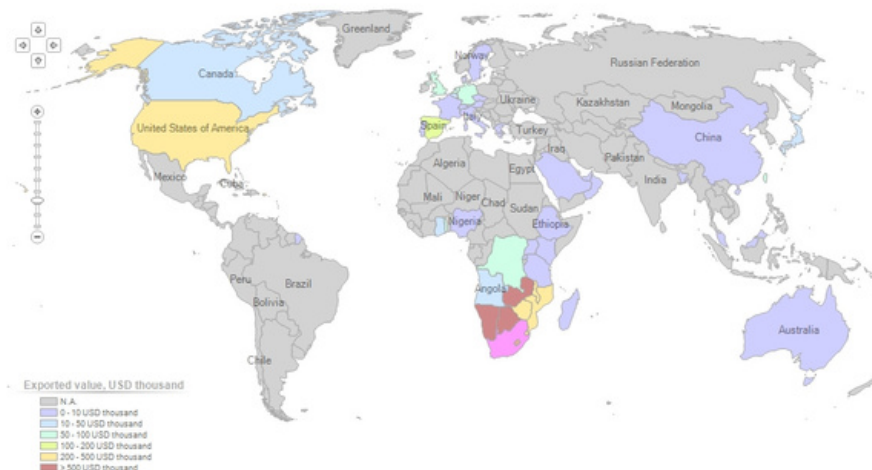 Greenland
Norway
Russian Federation
Canada
Ukraine
Kazakhstan
Mongolia
United States of America
Spain
Italy
Turkey
China
Iraq
Pakistan
Algeria
Egypt
Mexico
Cuba
India
Mali
Niger
Chad
Sudan
Nigeria
Ethiopia
Peru
Brazil
Angola
Bolivia
Australia
Chile
Exported value, USD thousand
N.A.
0 - 10 USD thousand
10 - 50 USD thousand
50 - 100 USD thousand
100 - 200 USD thousand
200 - 500 USD thousand
> 500 USD thousand